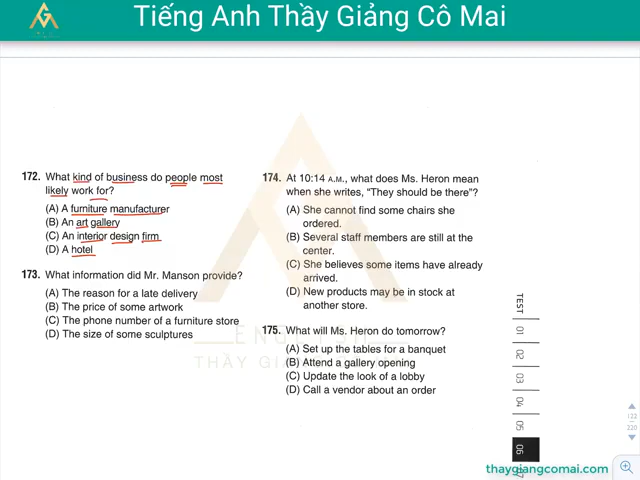 Tiếng Anh Thầy Giảng Cô Mai
172. What kind of business do people most
likely work for?
(A) A furniture manufacturer
(B) An art gallery
(C) An interior design firm
(D) A hotel
173. What information did Mr. Manson provide?
(A) The reason for a late delivery
(B) The price of some artwork
(C) The phone number of a furniture store
(D) The size of some sculptures
174. At 10:14 A.M., what does Ms. Heron mean
when she writes, “They should be there”?
(A) She cannot find some chairs she
ordered.
(B) Several staff members are still at the
center.
(C) She believes some items have already
arrived.
(D) New products may be in stock at
another store.
175. What will Ms. Heron do tomorrow?
(A) Set up the tables for a banquet
(B) Attend a gallery opening
(C) Update the look of a lobby
(D) Call a vendor about an order
TEST
01
02
03
04
05
06
07
122
220
ENGLISH
THẦY GIẢNG
thaygiangcomai.com